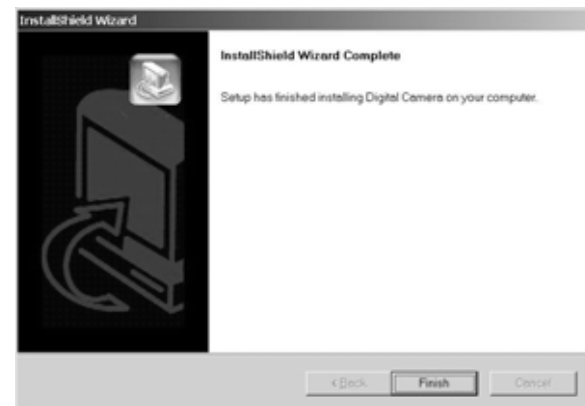 InstallShield Wizard
InstallShield Wizard Complete
Setup has finished installing Digital Camera on your computer.
< Back
Finish
Cancel